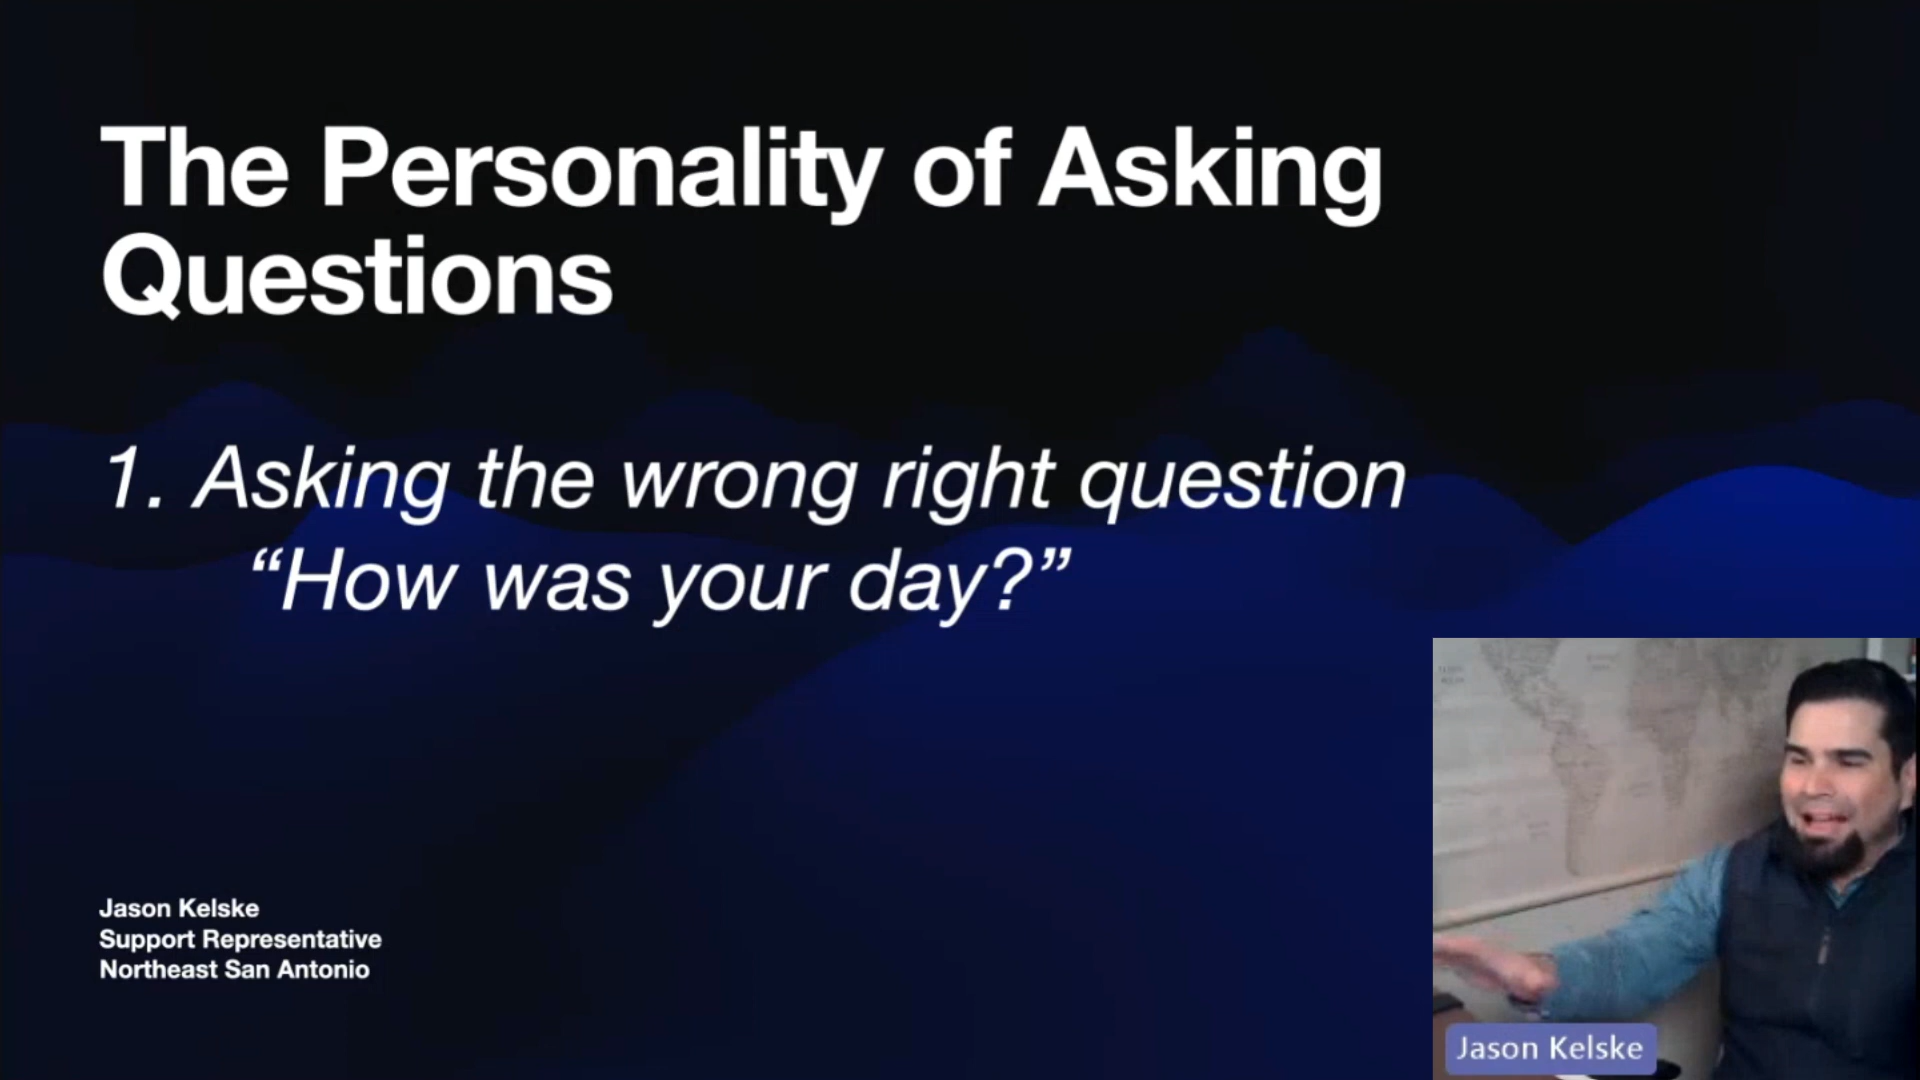 The Personality of Asking
Questions
1. Asking the wrong right question
“How was your day?”
Jason Kelske
Support Representative
Northeast San Antonio
Jason Kelske